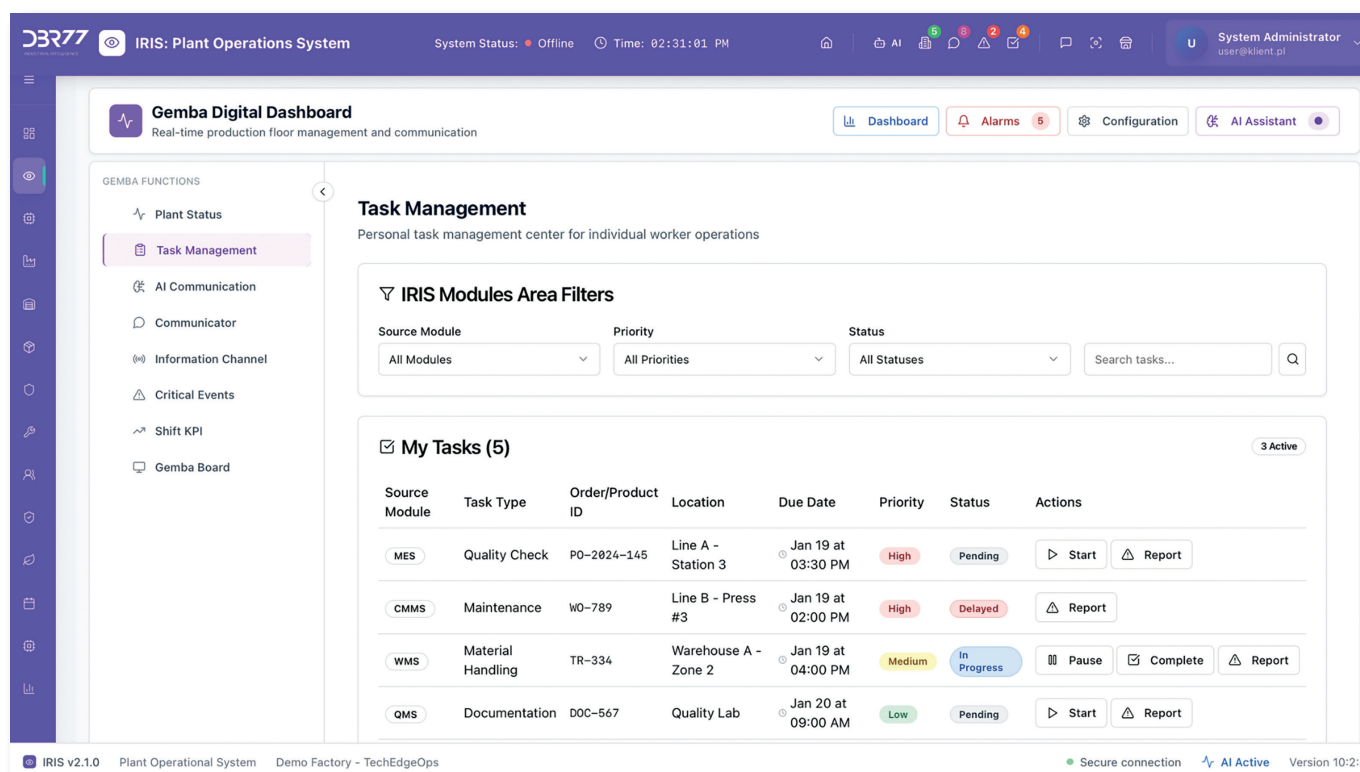 DBR77
IRIS: Plant Operations System
System Status: Offline
Time: 02:31:01 PM
AI
5
8
2
4
U
System Administrator
user@klient.pl
Gemba Digital Dashboard
Real-time production floor management and communication
Dashboard
Alarms 5
Configuration
AI Assistant
GEMBA FUNCTIONS
Plant Status
Task Management
AI Communication
Communicator
Information Channel
Critical Events
Shift KPI
Gemba Board
Task Management
Personal task management center for individual worker operations
IRIS Modules Area Filters
Source Module
Priority
Status
All Modules
All Priorities
All Statuses
Search tasks...
My Tasks (5)
3 Active
Source Module
Task Type
Order/Product ID
Location
Due Date
Priority
Status
Actions
MES
Quality Check
PO-2024-145
Line A -
Station 3
Jan 19 at
03:30 PM
High
Pending
Start
Report
CMMS
Maintenance
WO-789
Line B - Press
#3
Jan 19 at
02:00 PM
High
Delayed
Report
WMS
Material
Handling
TR-334
Warehouse A -
Zone 2
Jan 19 at
04:00 PM
Medium
In
Progress
Pause
Complete
Report
QMS
Documentation
DOC-567
Quality Lab
Jan 20 at
09:00 AM
Low
Pending
Start
Report
IRIS v2.1.0
Plant Operational System
Demo Factory - TechEdgeOps
Secure connection
AI Active
Version 10:2: